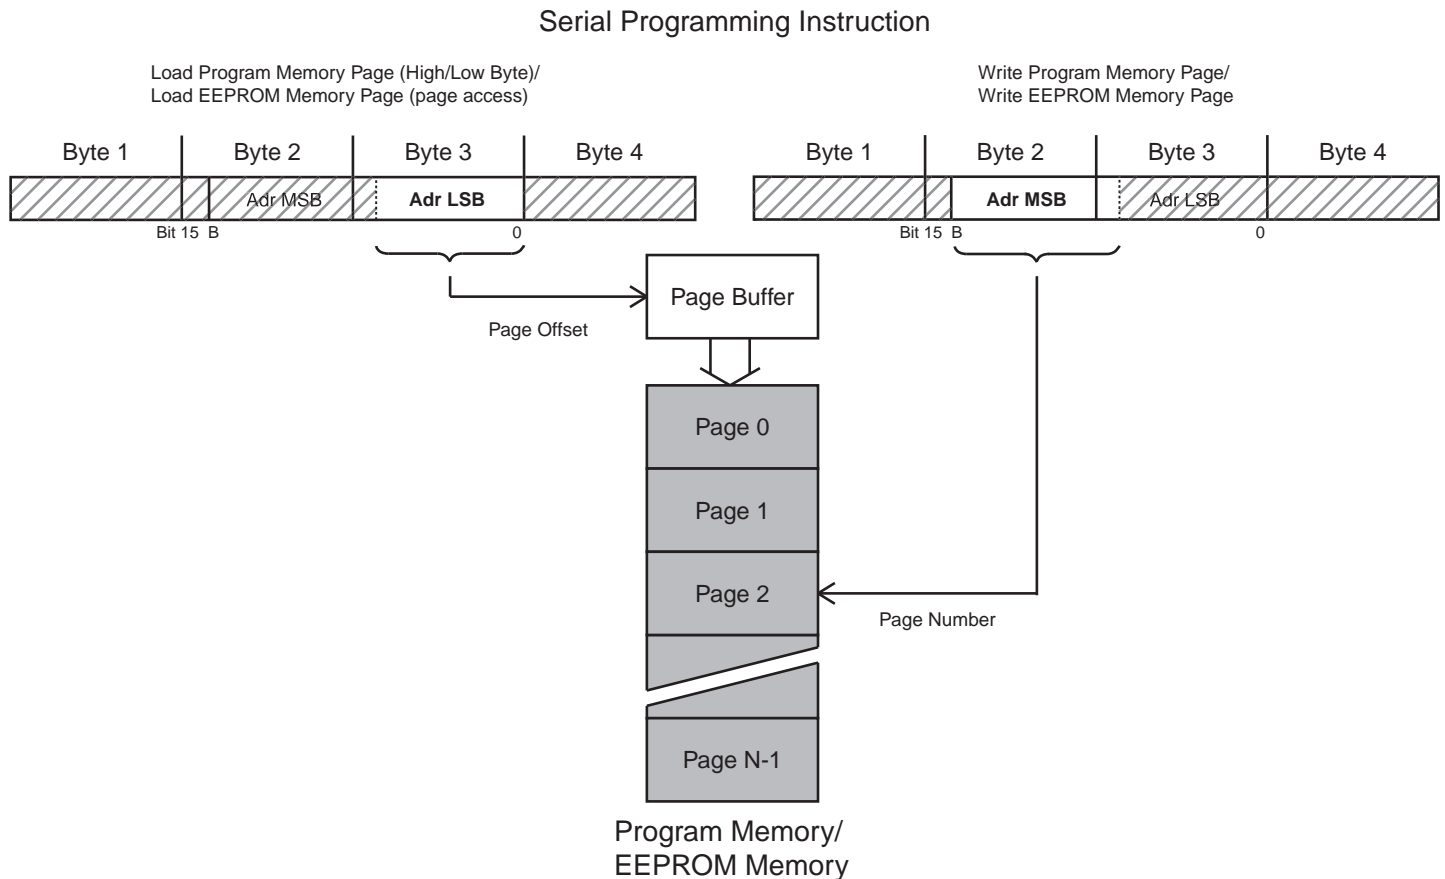 Serial Programming Instruction
Load Program Memory Page (High/Low Byte)/
Load EEPROM Memory Page (page access)
Write Program Memory Page/
Write EEPROM Memory Page
Byte 1 Byte 2 Byte 3 Byte 4
Adr MSB Adr LSB
Bit 15 B 0
Byte 1 Byte 2 Byte 3 Byte 4
Adr MSB Adr LSB
Bit 15 B 0
Page Buffer
Page Offset
Page 0
Page 1
Page 2
Page Number
Page N-1
Program Memory/
EEPROM Memory